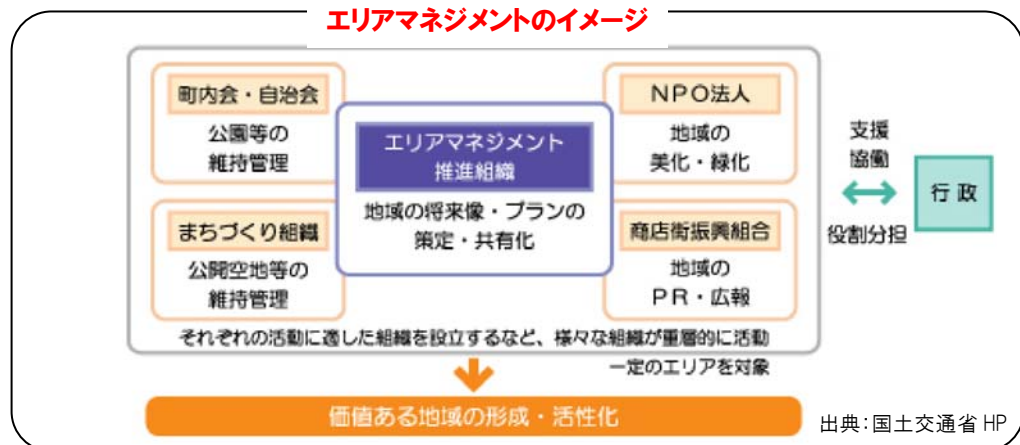 エリアマネジメントのイメージ
町内会・自治会
公園等の
維持管理
エリアマネジメント
推進組織
地域の将来像・プランの
策定・共有化
NPO法人
地域の
美化・緑化
まちづくり組織
公開空地等の
維持管理
商店街振興組合
地域の
PR・広報
支援
協働
役割分担
行政
それぞれの活動に適した組織を設立するなど、様々な組織が重層的に活動
一定のエリアを対象
価値ある地域の形成・活性化
出典:国土交通省 HP